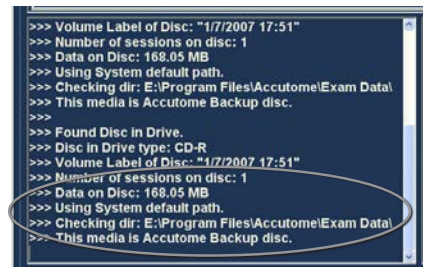 >>> Volume Label of Disc: "1/7/2007 17:51"
>>> Number of sessions on disc: 1
>>> Data on Disc: 168.05 MB
>>> Using System default path.
>>> Checking dir: E:\Program Files\Accutome\Exam Data\
>>> This media is Accutome Backup disc.
>>>
>>> Found Disc in Drive.
>>> Disc in Drive type: CD-R
>>> Volume Label of Disc: "1/7/2007 17:51"
>>> Number of sessions on disc: 1
>>> Data on Disc: 168.05 MB
>>> Using System default path.
>>> Checking dir: E:\Program Files\Accutome\Exam Data\
>>> This media is Accutome Backup disc.